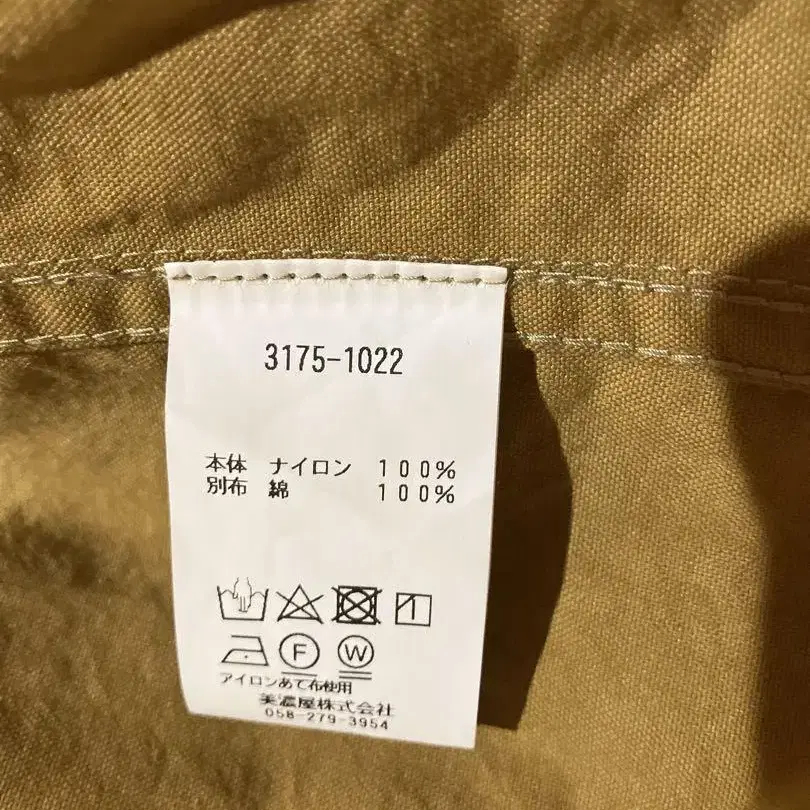 3175-1022
本体 ナイロン 100%
別布 綿 100%
F W
アイロンあて布使用
美濃屋株式会社
058-279-3954